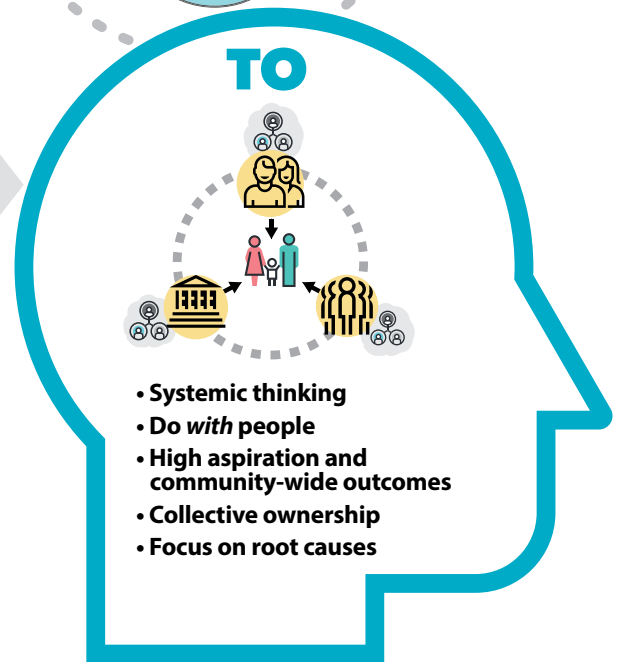 TO
• Systemic thinking
• Do with people
• High aspiration and
community-wide outcomes
• Collective ownership
• Focus on root causes